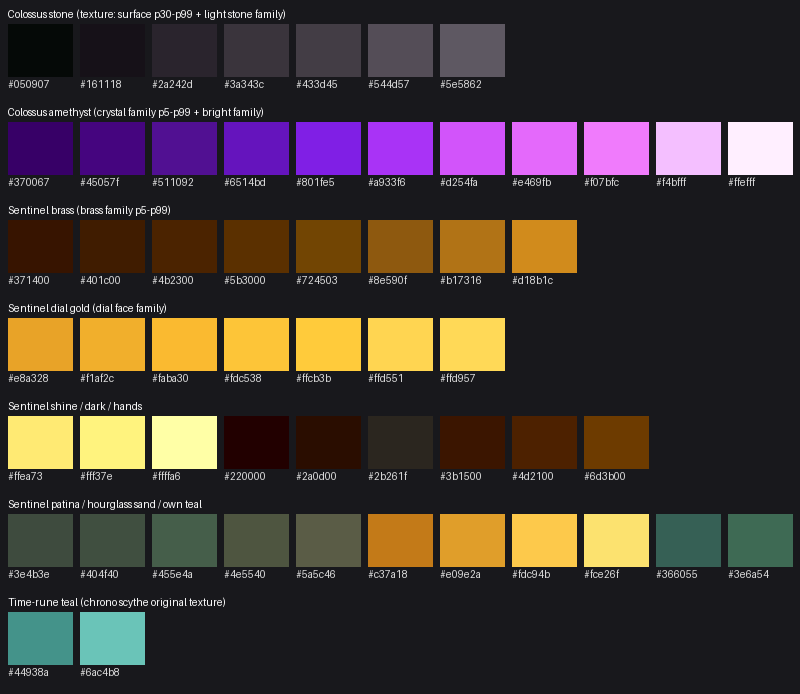 Colossus stone (texture: surface p30-p99 + light stone family)
#050907 #161118 #2a242d #3a343c #433d45 #544d57 #5e5862
Colossus amethyst (crystal family p5-p99 + bright family)
#370067 #45057f #511092 #6514bd #801fe5 #a933f6 #d254fa #e469fb #f07bfc #f4bfff #ffefff
Sentinel brass (brass family p5-p99)
#371400 #401c00 #4b2300 #5b3000 #724503 #8e590f #b17316 #d18b1c
Sentinel dial gold (dial face family)
#e8a328 #f1af2c #faba30 #fdc538 #ffcb3b #ffd551 #ffd957
Sentinel shine / dark / hands
#ffea73 #fff37e #ffffa6 #220000 #2a0d00 #2b261f #3b1500 #4d2100 #6d3b00
Sentinel patina / hourglass sand / own teal
#3e4b3e #404f40 #455e4a #4e5540 #5a5c46 #c37a18 #e09e2a #fdc94b #fce26f #366055 #3e6a54
Time-rune teal (chronoscythe original texture)
#44938a #6ac4b8